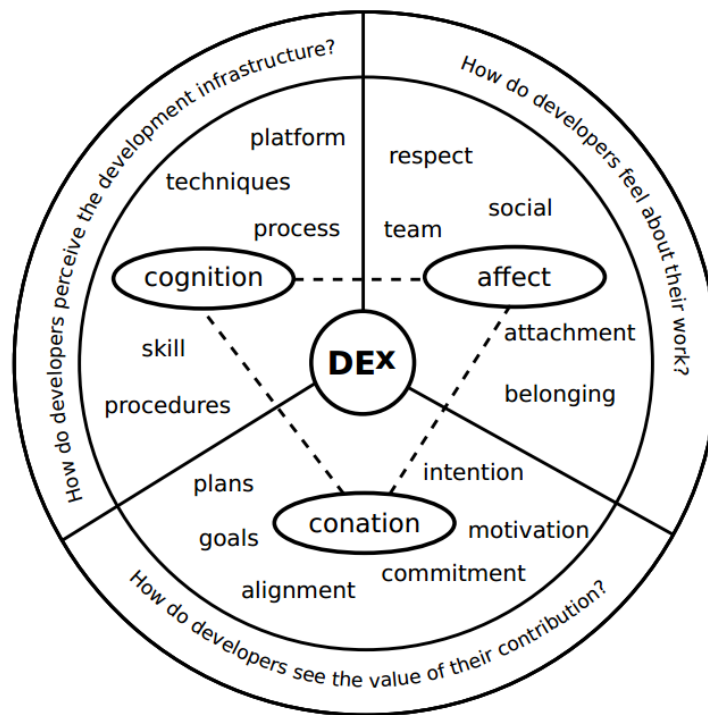 How do developers perceive the development infrastructure?
How do developers feel about their work?
platform
techniques
process
cognition
skill
procedures
respect
social
team
affect
attachment
belonging
DEx
plans
goals
alignment
conation
intention
motivation
commitment
How do developers see the value of their contribution?